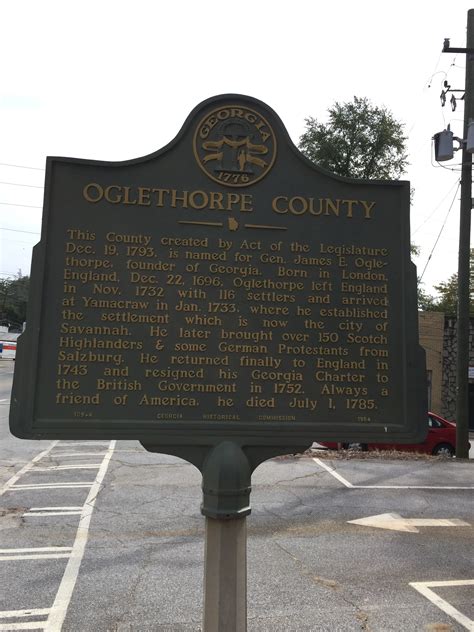 GEORGIA
1776
OGLETHORPE COUNTY
This County created by Act of the Legislature
Dec. 19, 1793, is named for Gen. James E. Ogle-
thorpe, founder of Georgia. Born in London,
England, Dec. 22, 1696, Oglethorpe left England
in Nov. 1732 with 116 settlers and arrived
at Yamacraw in Jan. 1733, where he established
the settlement which is now the city of
Savannah. He later brought over 150 Scotch
Highlanders & some German Protestants from
Salzburg. He returned finally to England in
1743 and resigned his Georgia Charter to
the British Government in 1752. Always a
friend of America, he died July 1, 1785.
GEORGIA HISTORICAL COMMISSION